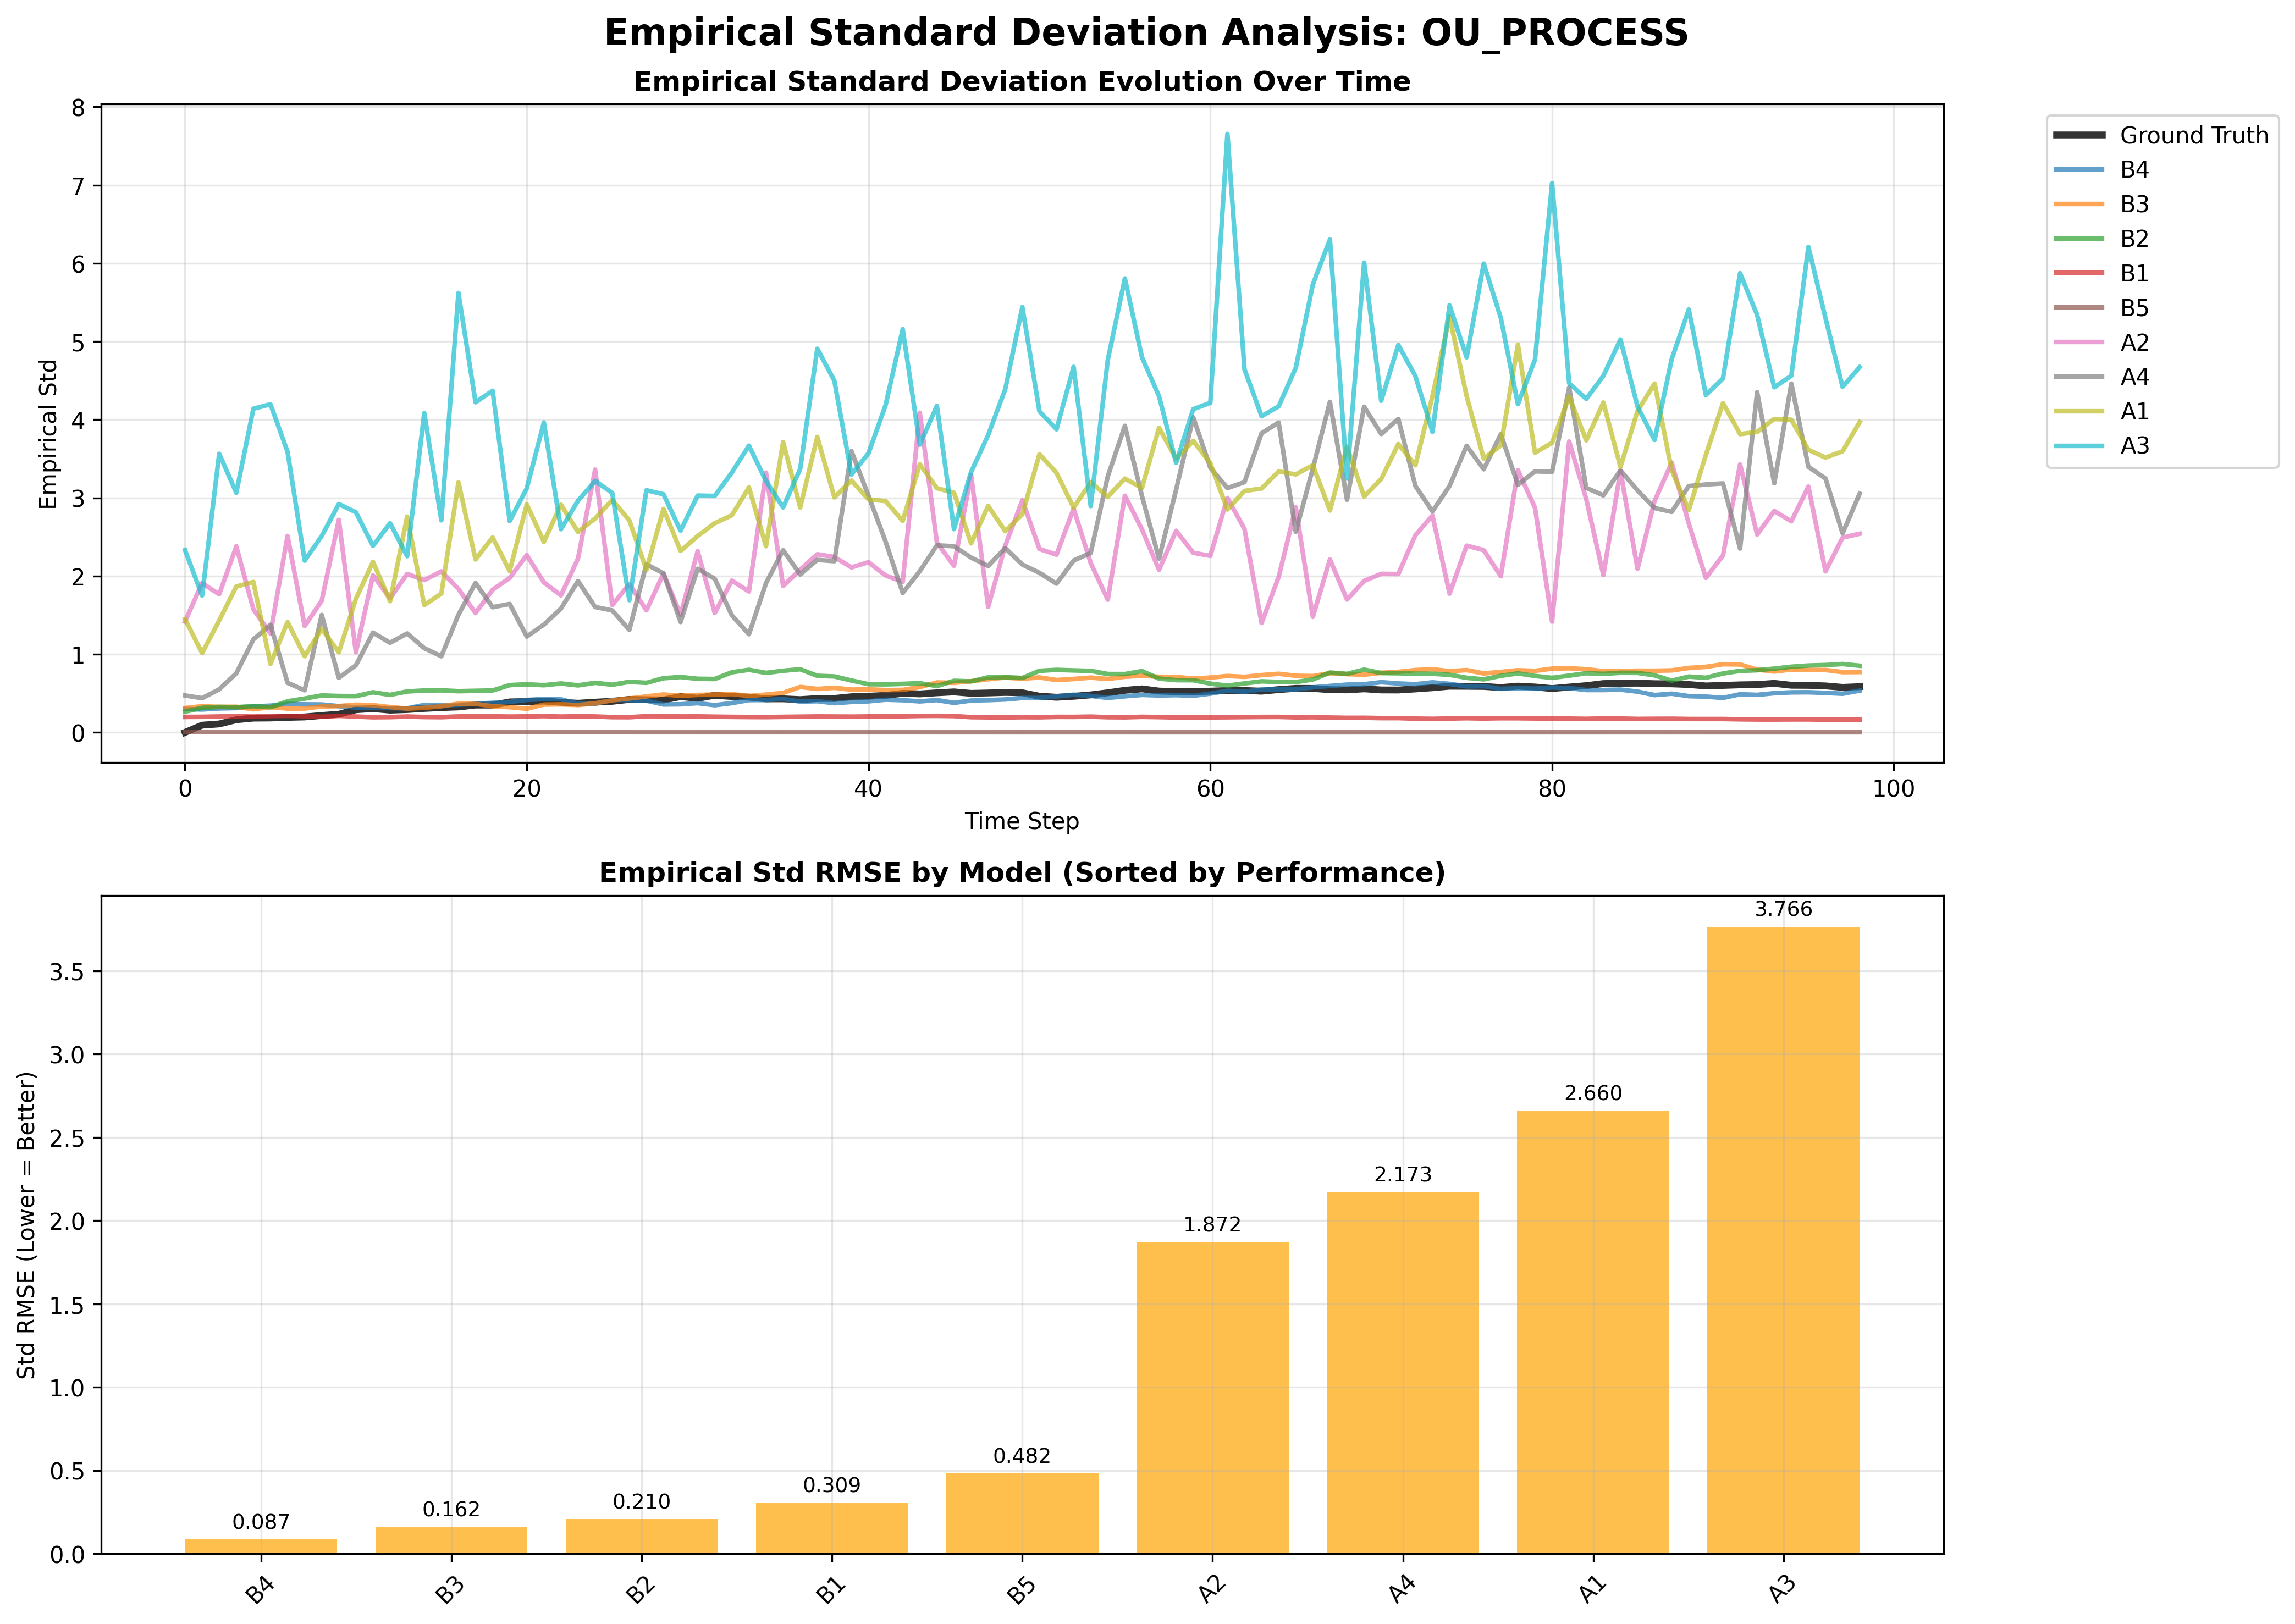 Empirical Standard Deviation Analysis: OU_PROCESS
Empirical Standard Deviation Evolution Over Time
8
7
6
5
4
3
2
1
0
Empirical Std
0 20 40 60 80 100
Time Step
Ground Truth
B4
B3
B2
B1
B5
A2
A4
A1
A3
Empirical Std RMSE by Model (Sorted by Performance)
3.5
3.0
2.5
2.0
1.5
1.0
0.5
0.0
Std RMSE (Lower = Better)
0.087
0.162
0.210
0.309
0.482
1.872
2.173
2.660
3.766
B4 B3 B2 B1 B5 A2 A4 A1 A3